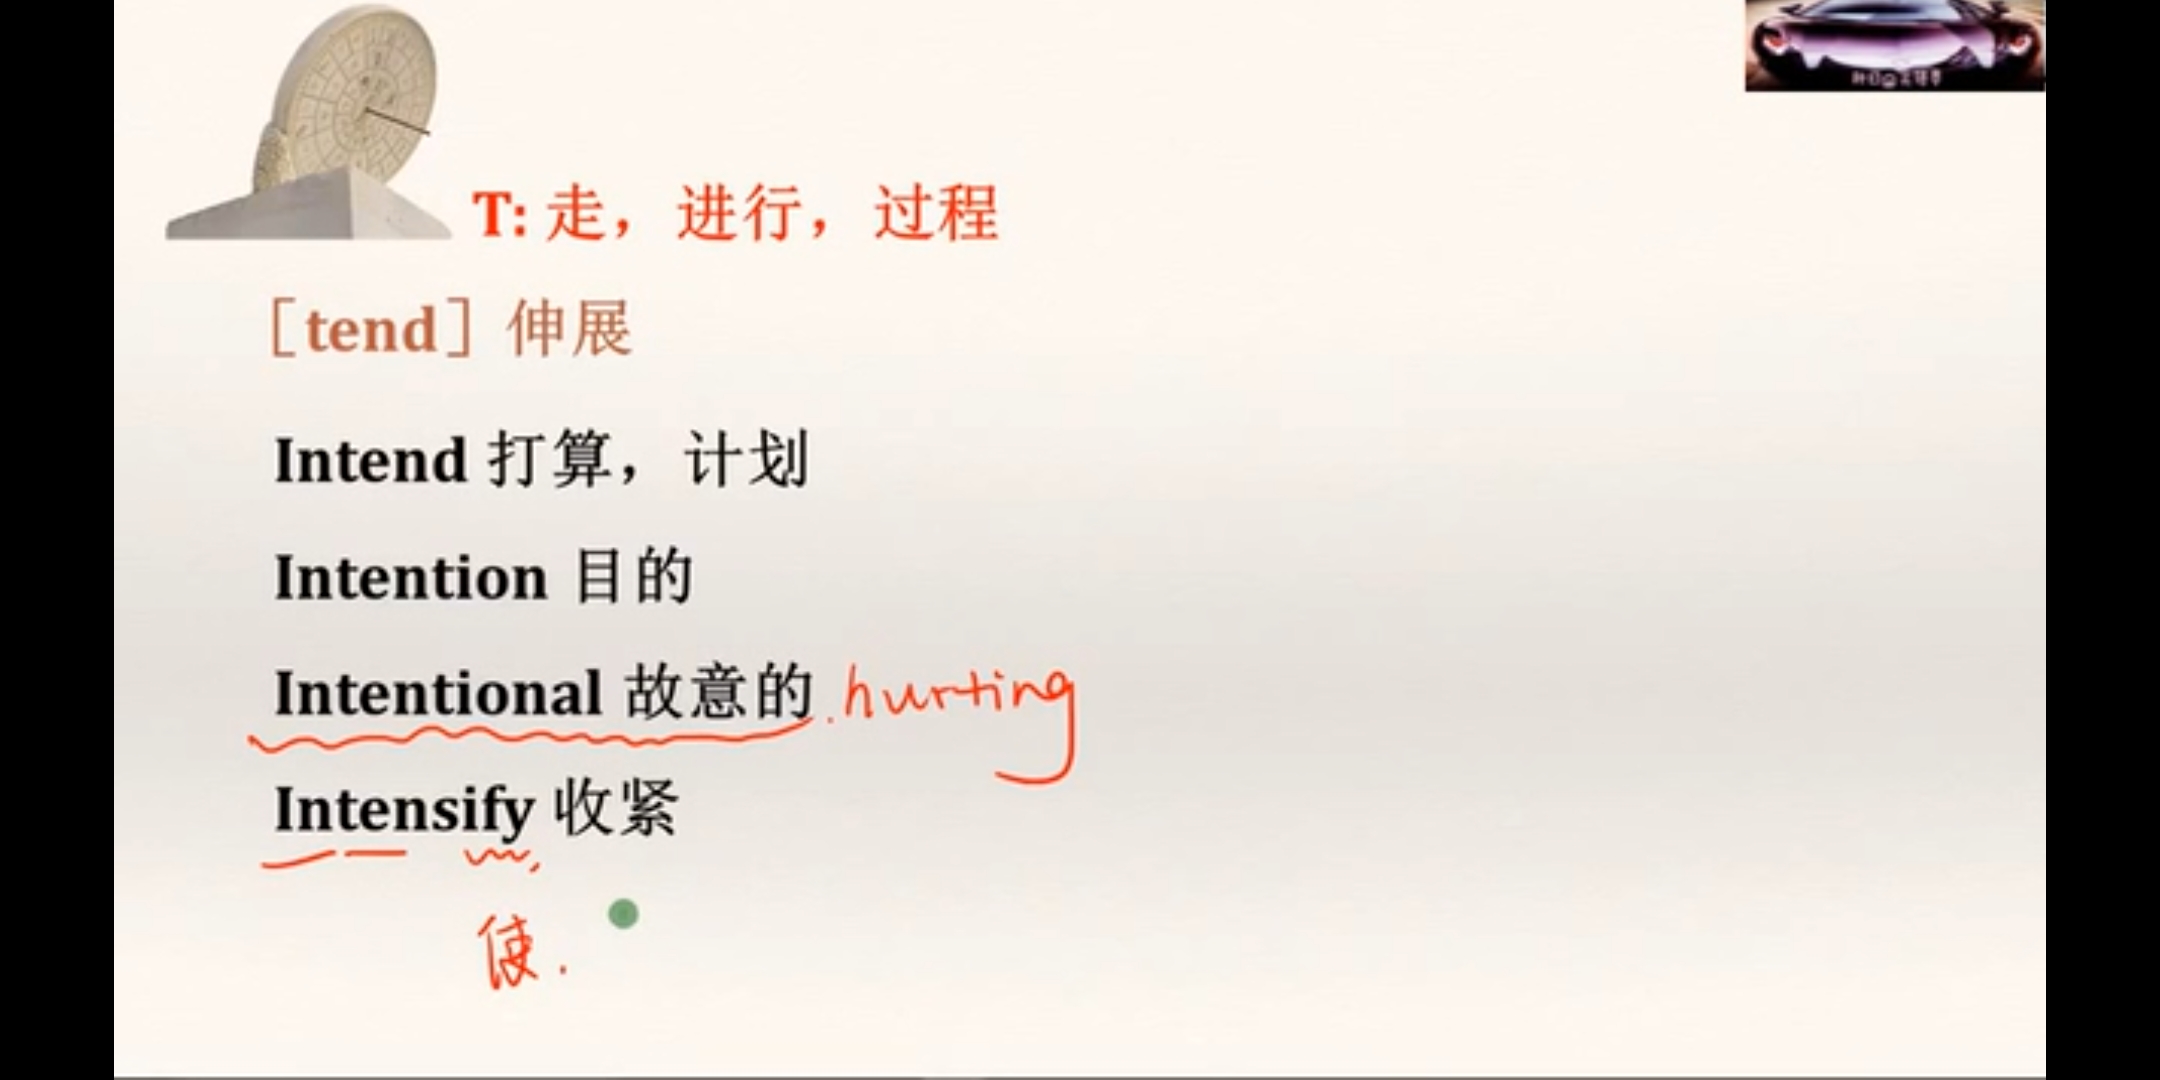 T: 走，进行，过程
［tend］伸展
Intend 打算，计划
Intention 目的
Intentional 故意的 . hurting
Intensify 收紧
使 .